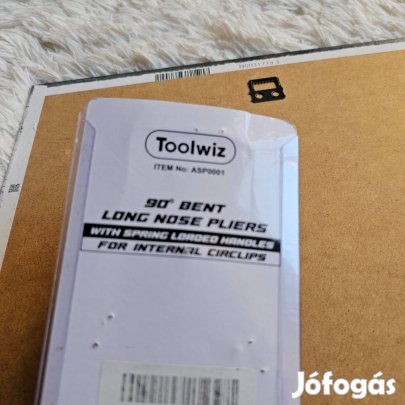 Toolwiz
ITEM No: ASP0001
90° BENT
LONG NOSE PLIERS
WITH SPRING LOADED HANDLES
FOR INTERNAL CIRCLIPS
Jófogás